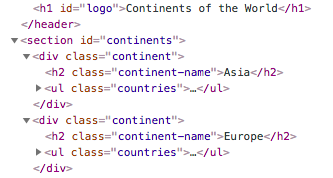 <h1 id="logo">Continents of the World</h1>
</header>
▼<section id="continents">
▼<div class="continent">
<h2 class="continent-name">Asia</h2>
▶<ul class="countries">…</ul>
</div>
▼<div class="continent">
<h2 class="continent-name">Europe</h2>
▶<ul class="countries">…</ul>
</div>